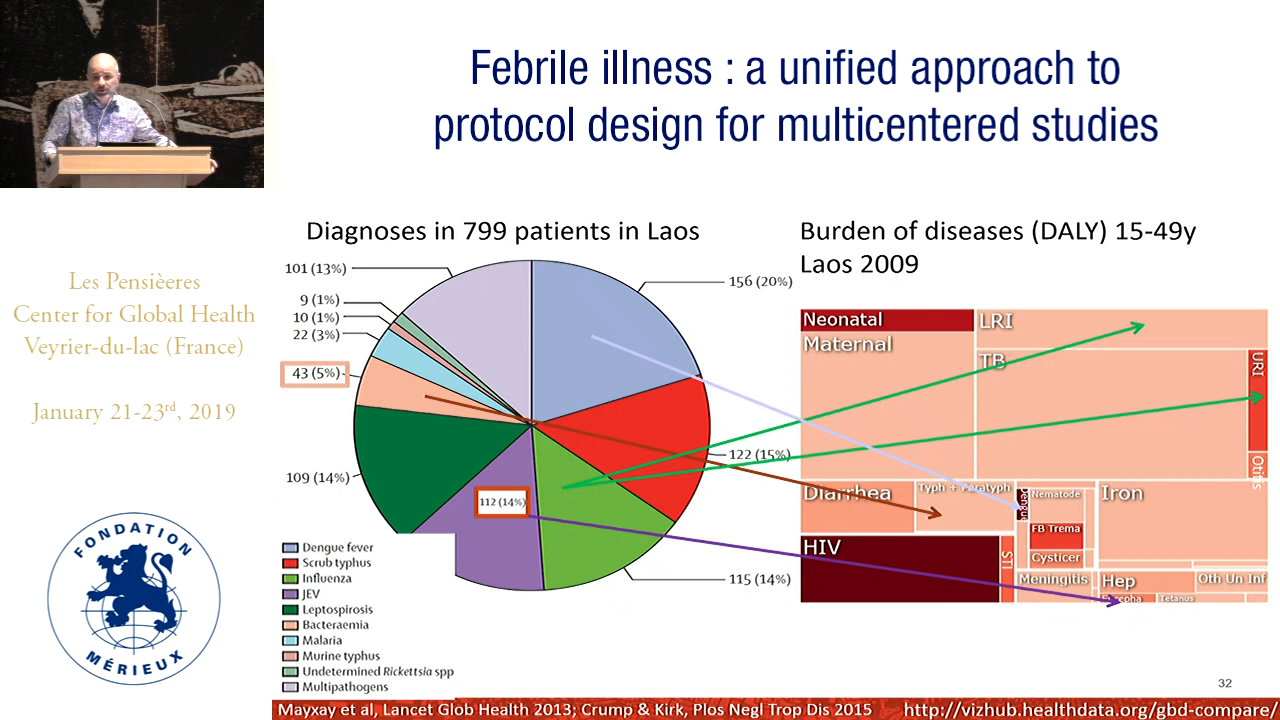 Febrile illness : a unified approach to
protocol design for multicentered studies
Les Pensièeres
Center for Global Health
Veyrier-du-lac (France)
January 21-23rd, 2019
FONDATION
MÉRIEUX
Diagnoses in 799 patients in Laos
101 (13%)
9 (1%)
10 (1%)
22 (3%)
43 (5%)
109 (14%)
112 (14%)
156 (20%)
122 (15%)
115 (14%)
Dengue fever
Scrub typhus
Influenza
JEV
Leptospirosis
Bacteraemia
Malaria
Murine typhus
Undetermined Rickettsia spp
Multipathogens
Burden of diseases (DALY) 15-49y
Laos 2009
Neonatal
Maternal
LRI
TB
URI
Otitis
Diarrhea
Typh + Paratyph
Dengue
Nematode
FB Trema
Cysticer
Iron
HIV
STI
Meningitis
Hep
Oth Un Inf
Tetanus
32
Mayxay et al, Lancet Glob Health 2013; Crump & Kirk, Plos Negl Trop Dis 2015
http://vizhub.healthdata.org/gbd-compare/